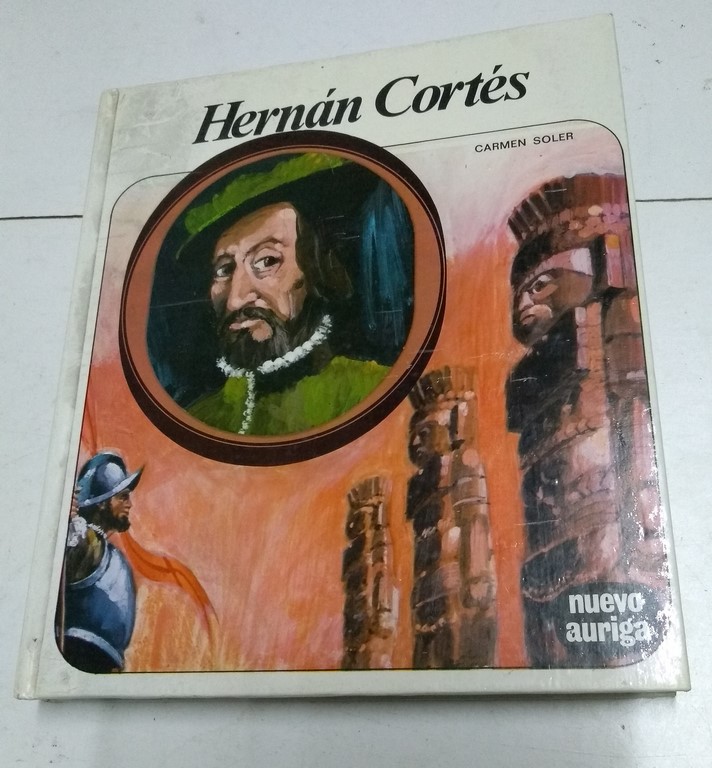 Hernán Cortés
CARMEN SOLER
nuevo
auriga